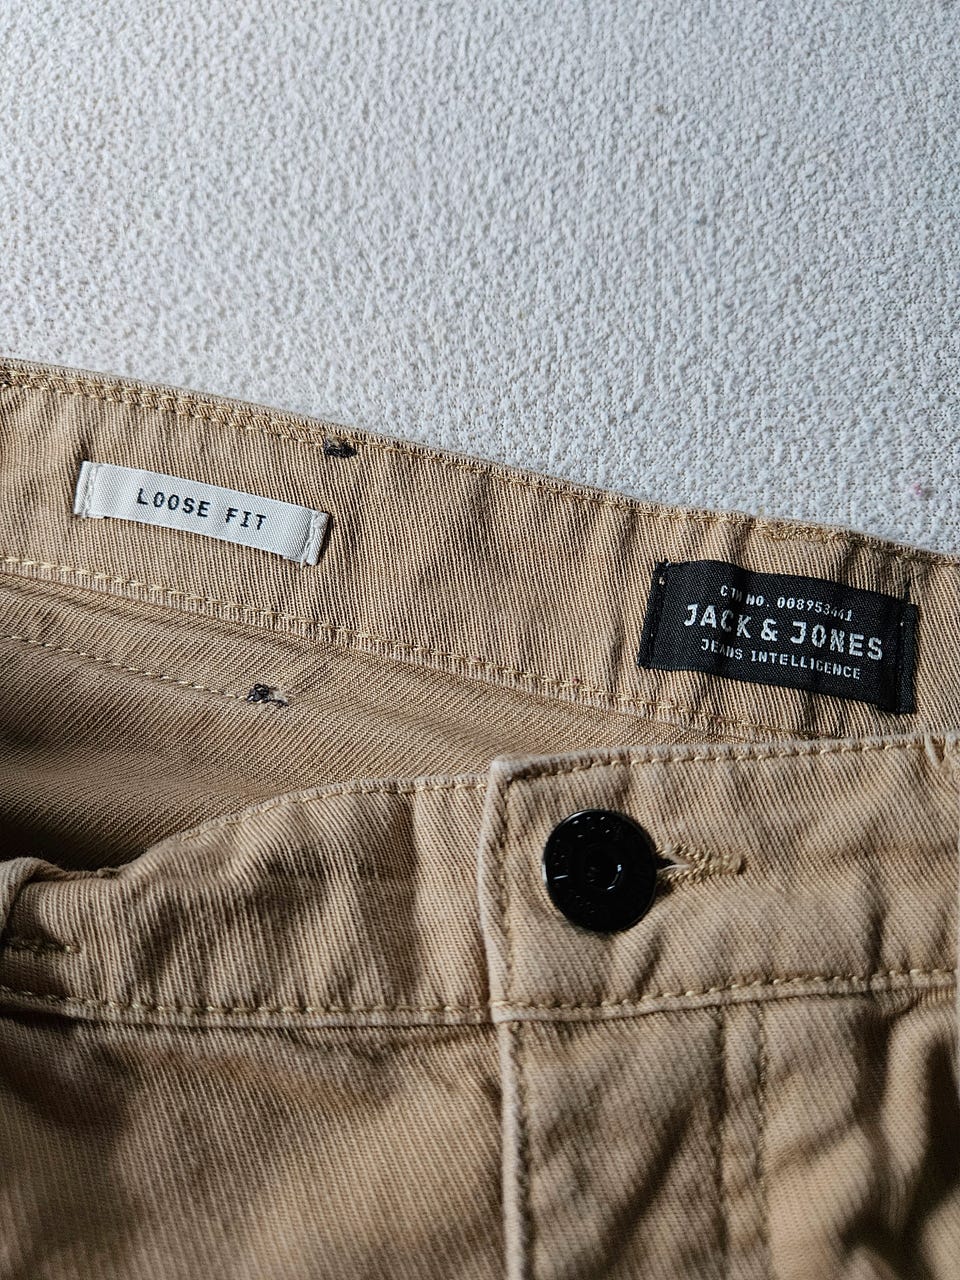 LOOSE FIT
CTN NO. 008953441
JACK & JONES
JEANS INTELLIGENCE